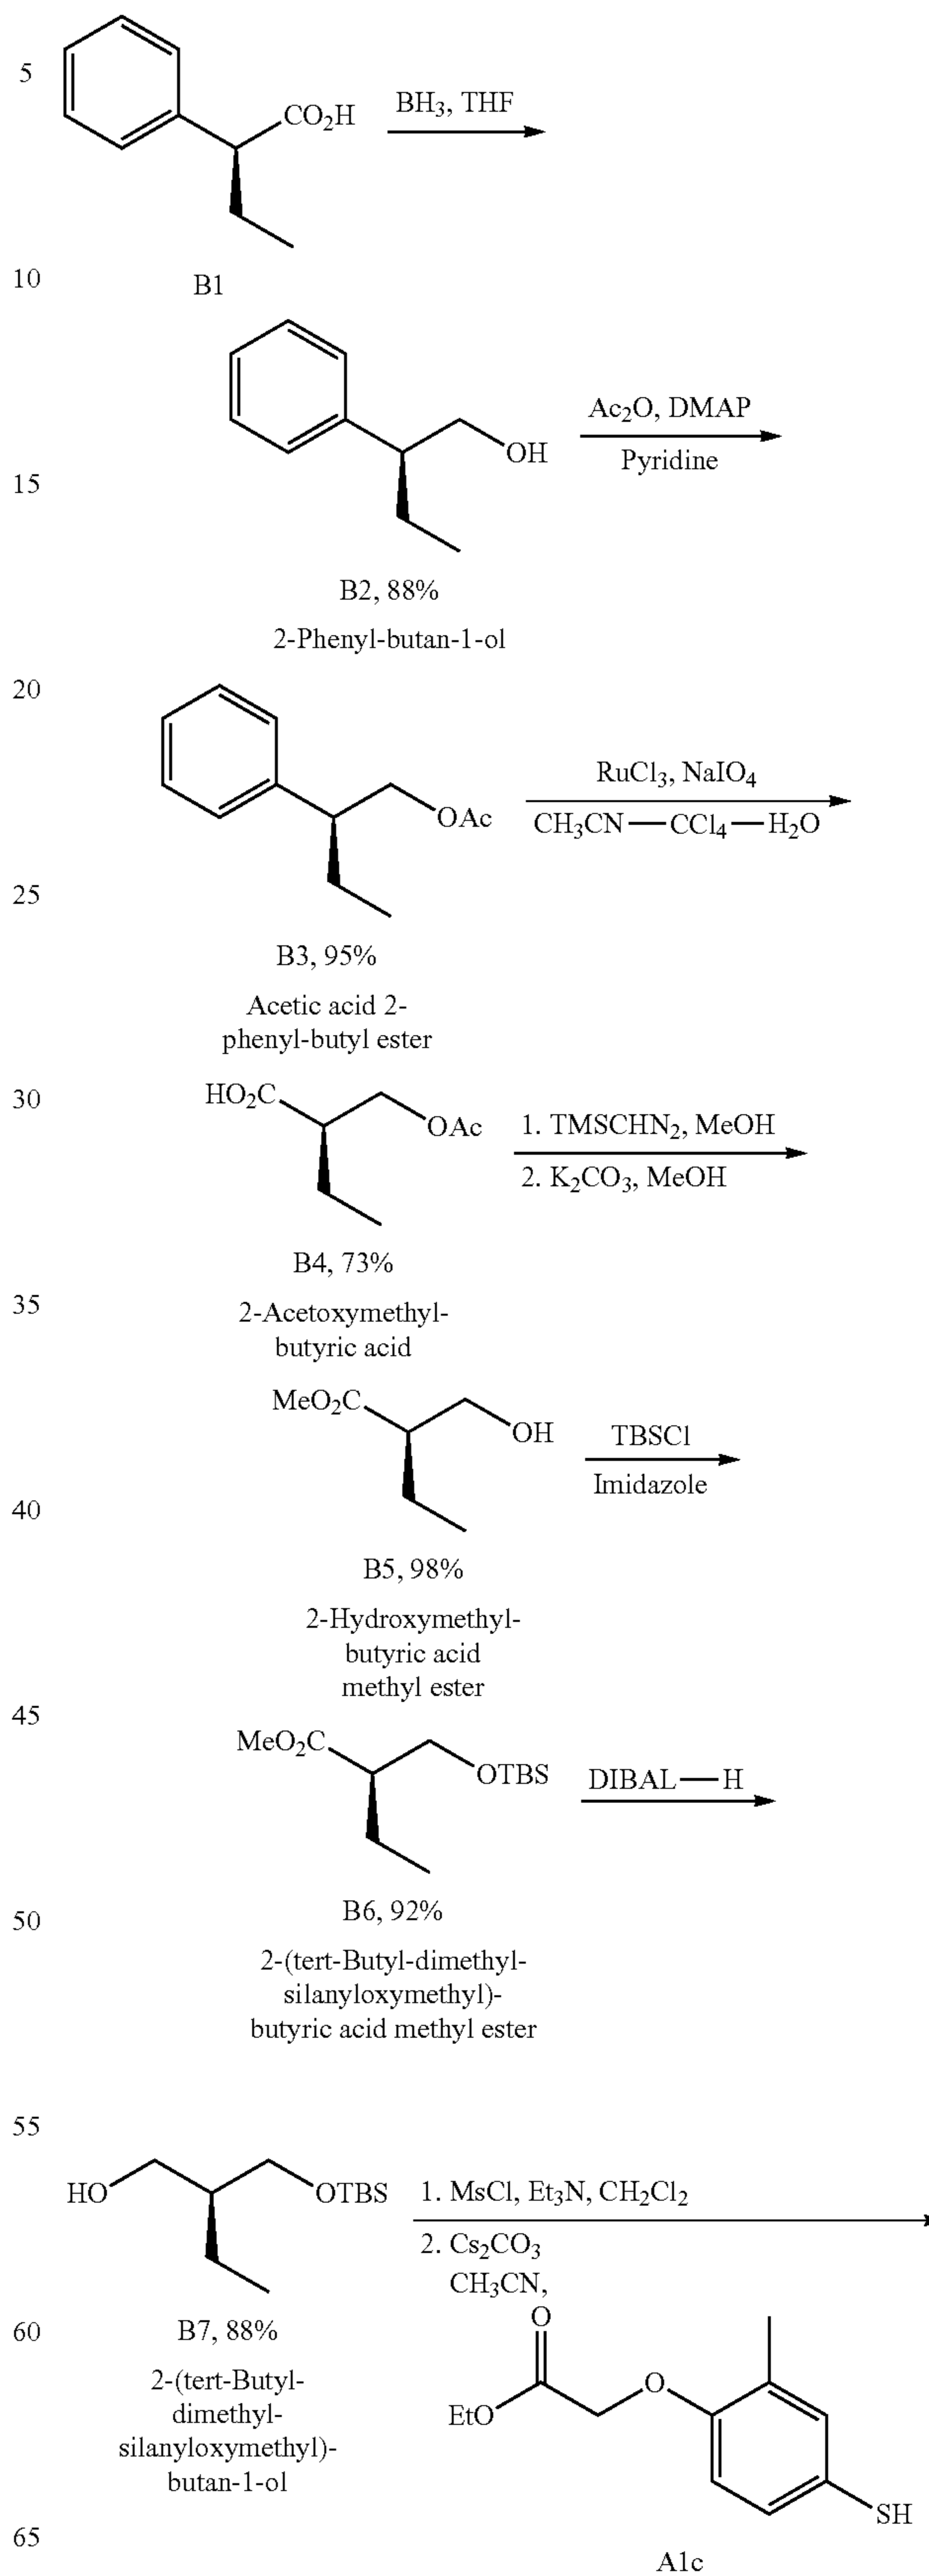 5
CO₂H
BH₃, THF
10
B1
Ac₂O, DMAP
OH
Pyridine
15
B2, 88%
2-Phenyl-butan-1-ol
20
RuCl₃, NaIO₄
OAc
CH₃CN—CCl₄—H₂O
25
B3, 95%
Acetic acid 2-
phenyl-butyl ester
30
HO₂C
OAc
1. TMSCHN₂, MeOH
2. K₂CO₃, MeOH
B4, 73%
35
2-Acetoxymethyl-
butyric acid
MeO₂C
OH
TBSCl
Imidazole
40
B5, 98%
2-Hydroxymethyl-
butyric acid
methyl ester
45
MeO₂C
OTBS
DIBAL—H
50
B6, 92%
2-(tert-Butyl-dimethyl-
silanyloxymethyl)-
butyric acid methyl ester
55
HO
OTBS
1. MsCl, Et₃N, CH₂Cl₂
2. Cs₂CO₃
CH₃CN,
60
B7, 88%
2-(tert-Butyl-
dimethyl-
silanyloxymethyl)-
butan-1-ol
O
O
EtO
SH
65
A1c